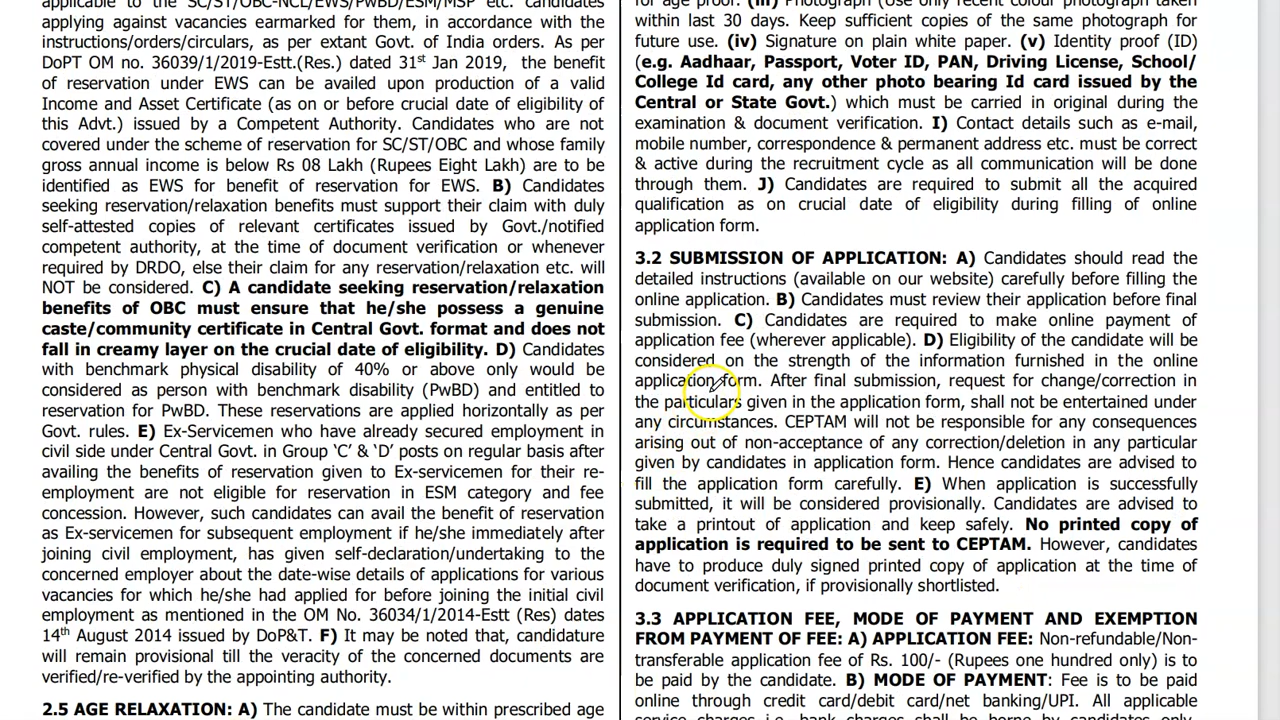 applicable to the SC/ST/OBC-NCL/EWS/PwBD/ESM/MSP etc. candidates
applying against vacancies earmarked for them, in accordance with the
instructions/orders/circulars, as per extant Govt. of India orders. As per
DoPT OM no. 36039/1/2019-Estt.(Res.) dated 31st Jan 2019, the benefit
of reservation under EWS can be availed upon production of a valid
Income and Asset Certificate (as on or before crucial date of eligibility of
this Advt.) issued by a Competent Authority. Candidates who are not
covered under the scheme of reservation for SC/ST/OBC and whose family
gross annual income is below Rs 08 Lakh (Rupees Eight Lakh) are to be
identified as EWS for benefit of reservation for EWS. B) Candidates
seeking reservation/relaxation benefits must support their claim with duly
self-attested copies of relevant certificates issued by Govt./notified
competent authority, at the time of document verification or whenever
required by DRDO, else their claim for any reservation/relaxation etc. will
NOT be considered. C) A candidate seeking reservation/relaxation
benefits of OBC must ensure that he/she possess a genuine
caste/community certificate in Central Govt. format and does not
fall in creamy layer on the crucial date of eligibility. D) Candidates
with benchmark physical disability of 40% or above only would be
considered as person with benchmark disability (PwBD) and entitled to
reservation for PwBD. These reservations are applied horizontally as per
Govt. rules. E) Ex-Servicemen who have already secured employment in
civil side under Central Govt. in Group ‘C’ & ‘D’ posts on regular basis after
availing the benefits of reservation given to Ex-servicemen for their re-
employment are not eligible for reservation in ESM category and fee
concession. However, such candidates can avail the benefit of reservation
as Ex-servicemen for subsequent employment if he/she immediately after
joining civil employment, has given self-declaration/undertaking to the
concerned employer about the date-wise details of applications for various
vacancies for which he/she had applied for before joining the initial civil
employment as mentioned in the OM No. 36034/1/2014-Estt (Res) dates
14th August 2014 issued by DoP&T. F) It may be noted that, candidature
will remain provisional till the veracity of the concerned documents are
verified/re-verified by the appointing authority.
2.5 AGE RELAXATION: A) The candidate must be within prescribed age
for age proof. (iii) Photograph (Use only recent colour photograph taken
within last 30 days. Keep sufficient copies of the same photograph for
future use. (iv) Signature on plain white paper. (v) Identity proof (ID)
(e.g. Aadhaar, Passport, Voter ID, PAN, Driving License, School/
College Id card, any other photo bearing Id card issued by the
Central or State Govt.) which must be carried in original during the
examination & document verification. I) Contact details such as e-mail,
mobile number, correspondence & permanent address etc. must be correct
& active during the recruitment cycle as all communication will be done
through them. J) Candidates are required to submit all the acquired
qualification as on crucial date of eligibility during filling of online
application form.
3.2 SUBMISSION OF APPLICATION: A) Candidates should read the
detailed instructions (available on our website) carefully before filling the
online application. B) Candidates must review their application before final
submission. C) Candidates are required to make online payment of
application fee (wherever applicable). D) Eligibility of the candidate will be
considered on the strength of the information furnished in the online
application form. After final submission, request for change/correction in
the particulars given in the application form, shall not be entertained under
any circumstances. CEPTAM will not be responsible for any consequences
arising out of non-acceptance of any correction/deletion in any particular
given by candidates in application form. Hence candidates are advised to
fill the application form carefully. E) When application is successfully
submitted, it will be considered provisionally. Candidates are advised to
take a printout of application and keep safely. No printed copy of
application is required to be sent to CEPTAM. However, candidates
have to produce duly signed printed copy of application at the time of
document verification, if provisionally shortlisted.
3.3 APPLICATION FEE, MODE OF PAYMENT AND EXEMPTION
FROM PAYMENT OF FEE: A) APPLICATION FEE: Non-refundable/Non-
transferable application fee of Rs. 100/- (Rupees one hundred only) is to
be paid by the candidate. B) MODE OF PAYMENT: Fee is to be paid
online through credit card/debit card/net banking/UPI. All applicable
service charges i.e. bank charges shall be borne by candidates only.